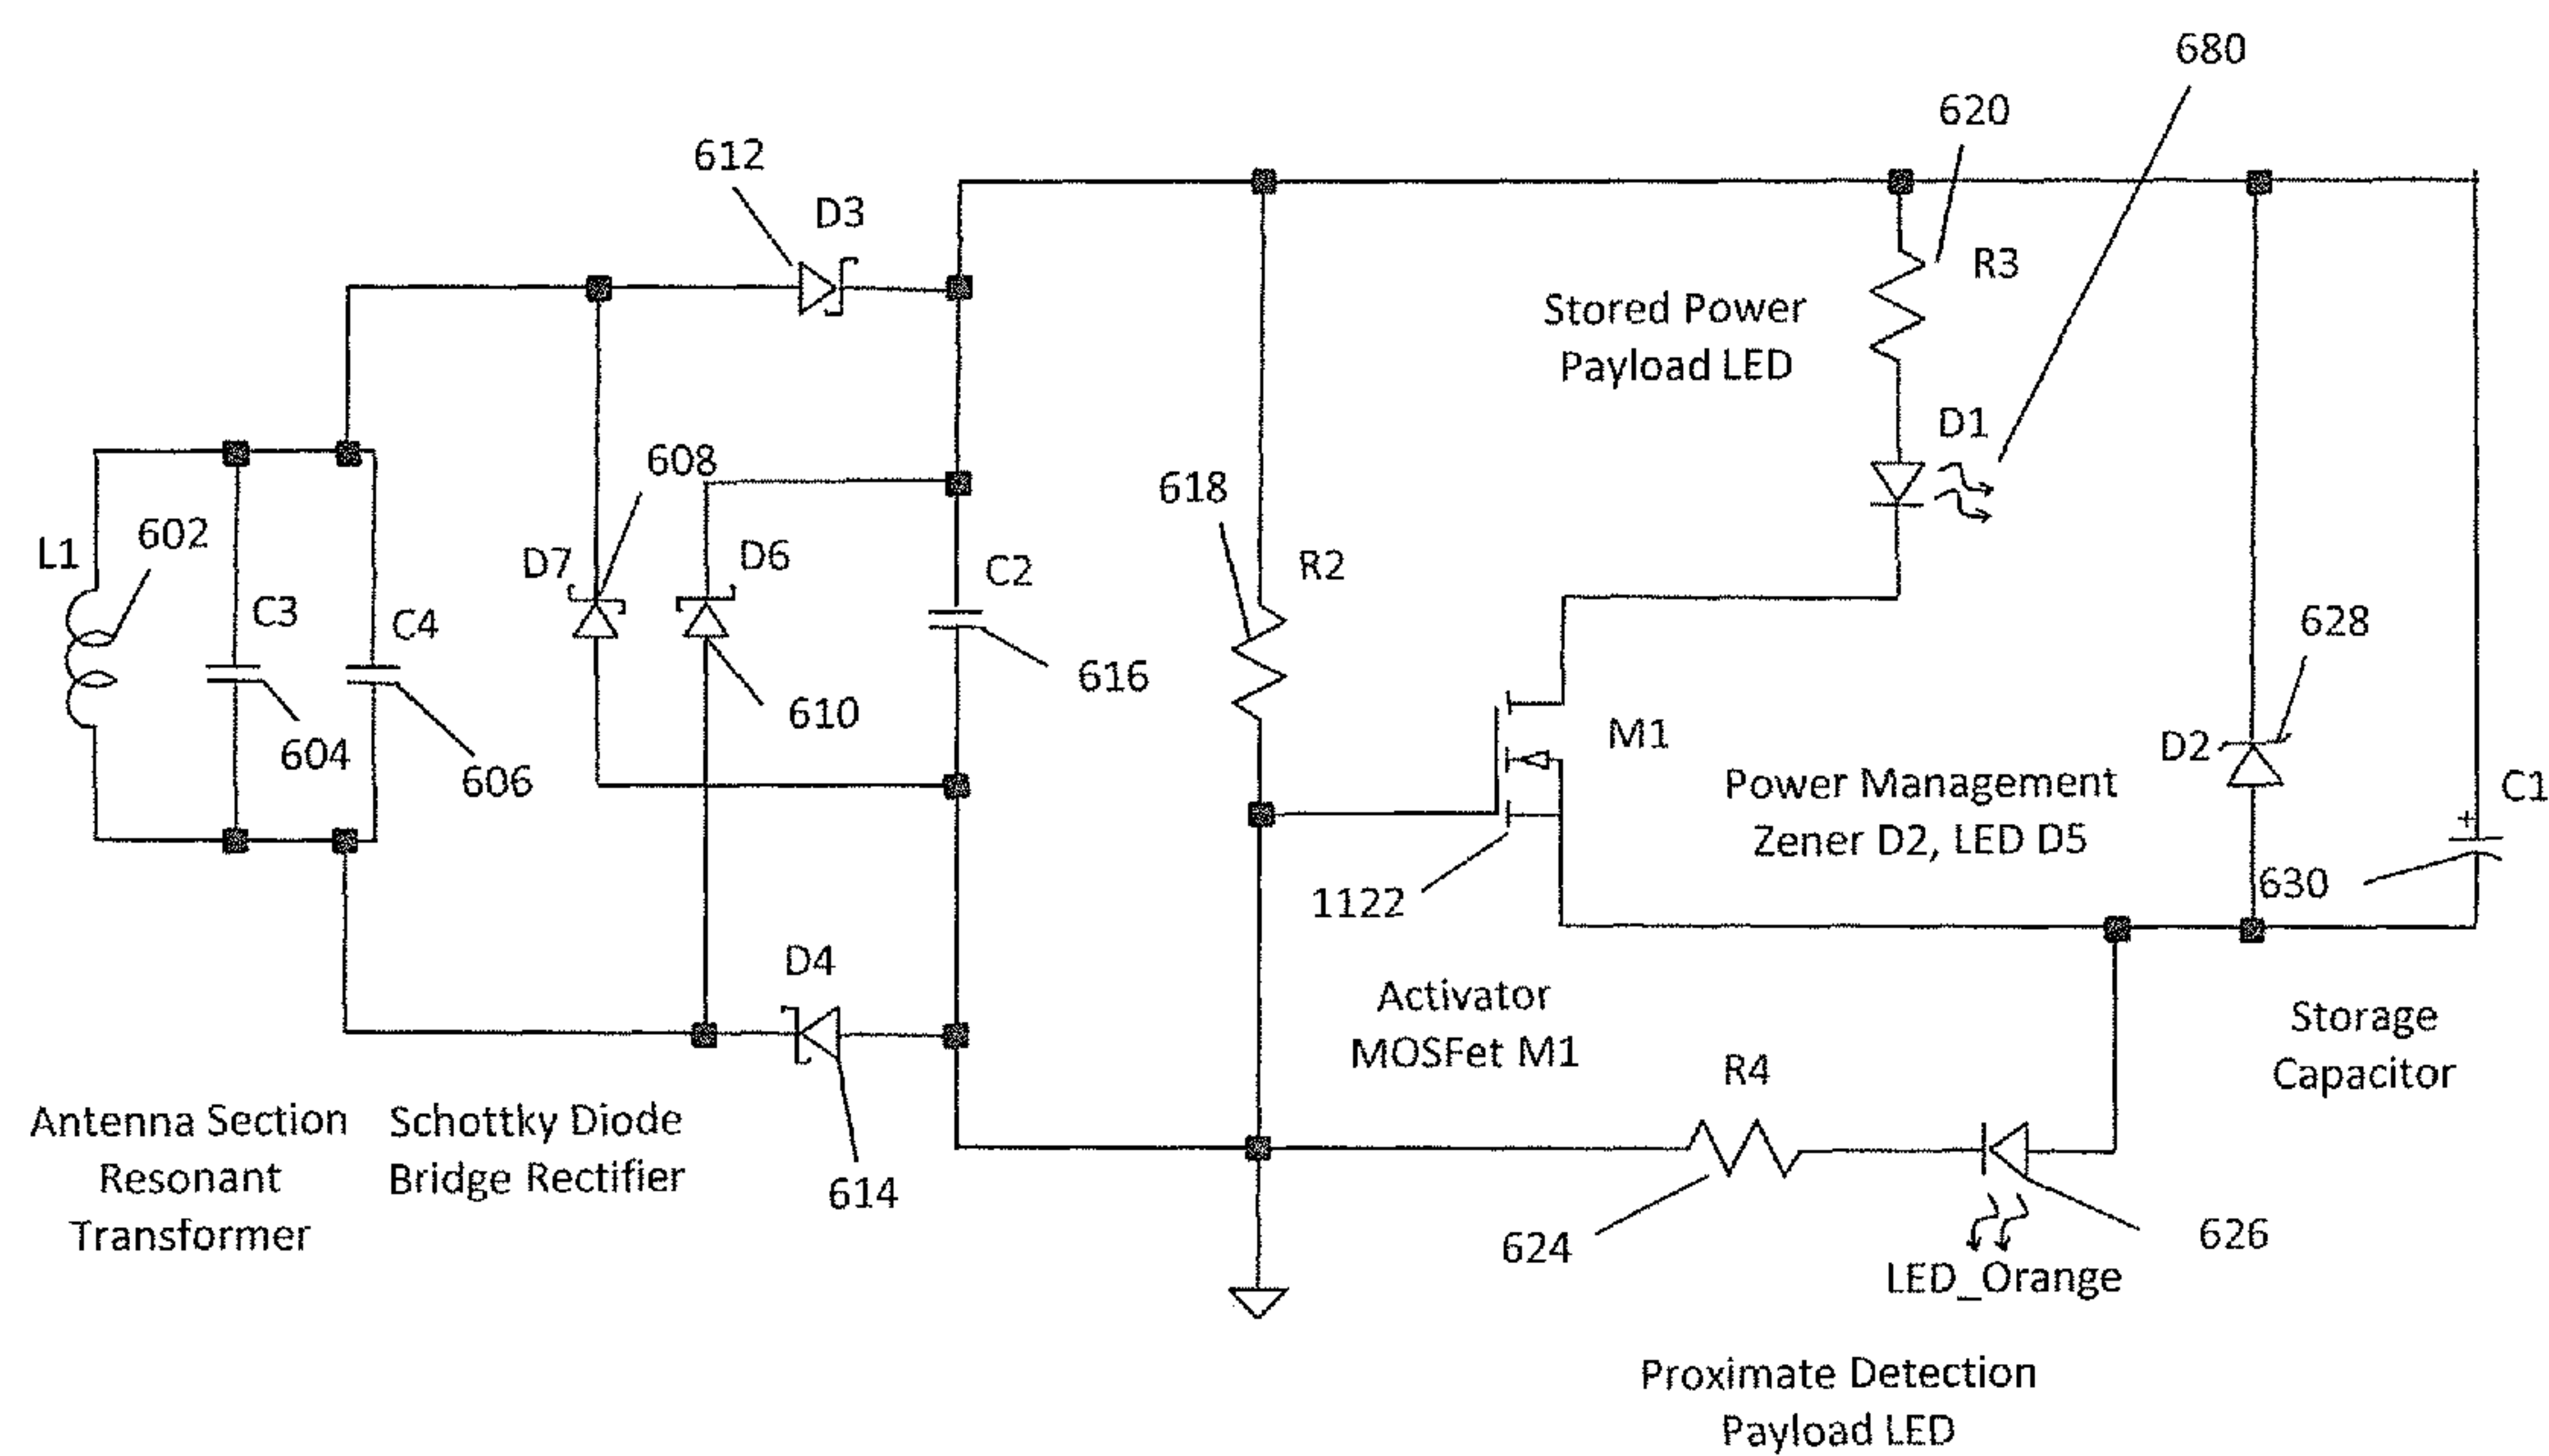 680
620
612
D3
R3
Stored Power
Payload LED
D1
608
618
602
L1
D7
D6
C2
R2
C3
C4
628
616
610
M1
D2
604
606
Power Management
Zener D2, LED D5
C1
+
630
1122
D4
Activator
MOSFet M1
Storage
Capacitor
R4
Antenna Section
Resonant
Transformer
Schottky Diode
Bridge Rectifier
614
624
626
LED_Orange
Proximate Detection
Payload LED